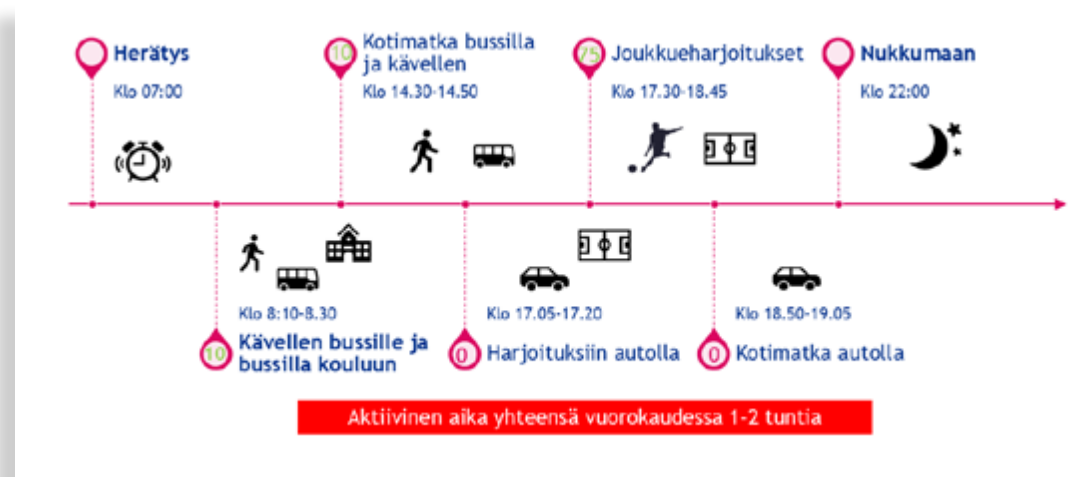 Herätys
Klo 07:00
10
Kotimatka bussilla
ja kävellen
Klo 14.30-14.50
75
Joukkueharjoitukset
Klo 17.30-18.45
Nukkumaan
Klo 22:00
Klo 8:10-8.30
10
Kävellen bussille ja
bussilla kouluun
Klo 17.05-17.20
0
Harjoituksiin autolla
Klo 18.50-19.05
0
Kotimatka autolla
Aktiivinen aika yhteensä vuorokaudessa 1-2 tuntia